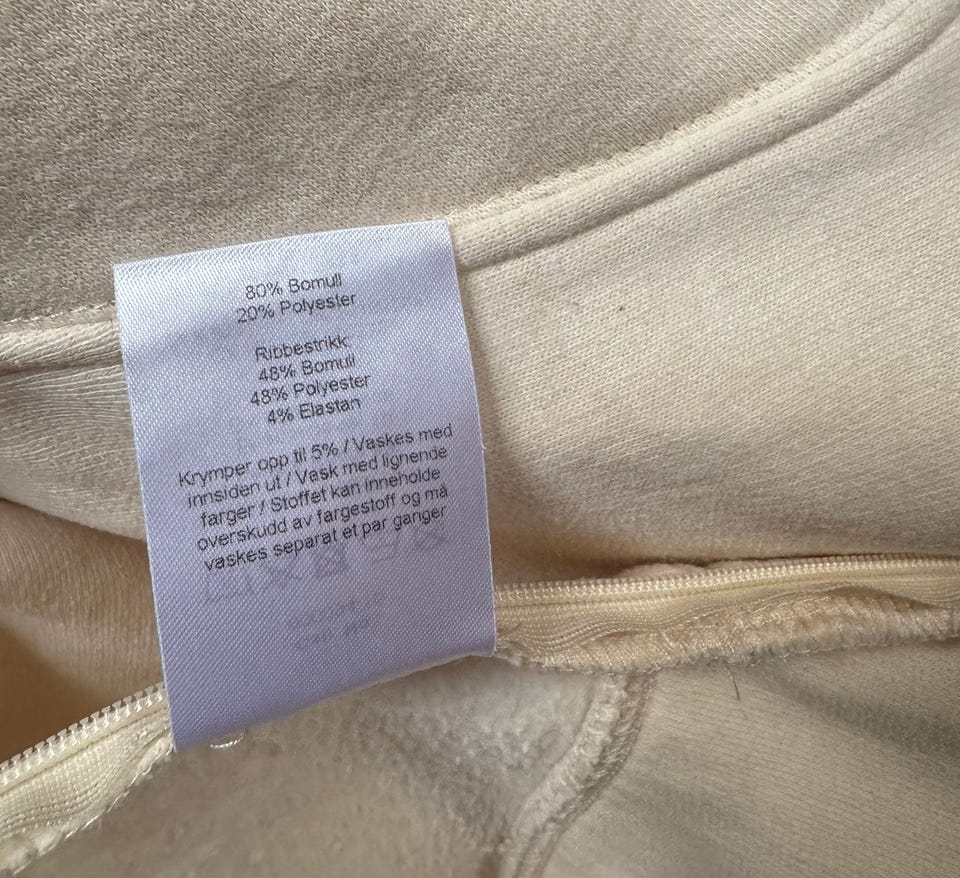 80% Bomull
20% Polyester
Ribbestrikk
48% Bomull
48% Polyester
4% Elastan
Krymper opp til 5% / Vaskes med
innsiden ut / Vask med lignende
farger / Stoffet kan inneholde
overskudd av fargestoff og må
vaskes separat et par ganger